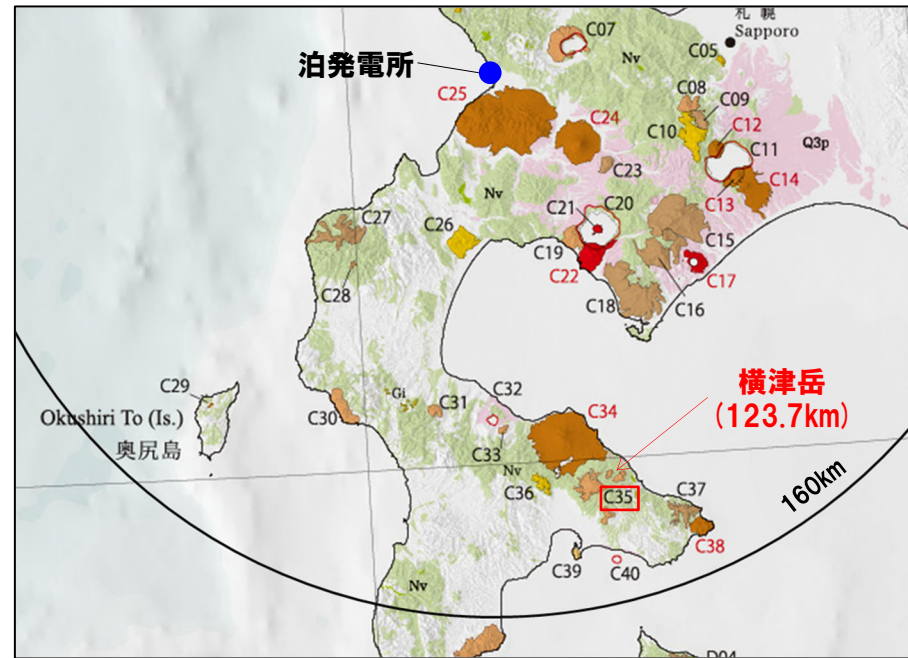 札 幌
Sapporo
C07
Nv
C05
泊発電所
C25
C24
C08
C09
C10
C12
C11
Q3p
C23
C14
C13
Nv
C20
C21
C27
C26
C19
C15
C22
C17
C28
C18
C16
C29
Okushiri To (Is.)
奥尻島
Gi
C32
C30
C31
C34
横津岳
(123.7km)
C33
Nv
C36
C35
C37
160km
C38
C39
C40
Nv
D04